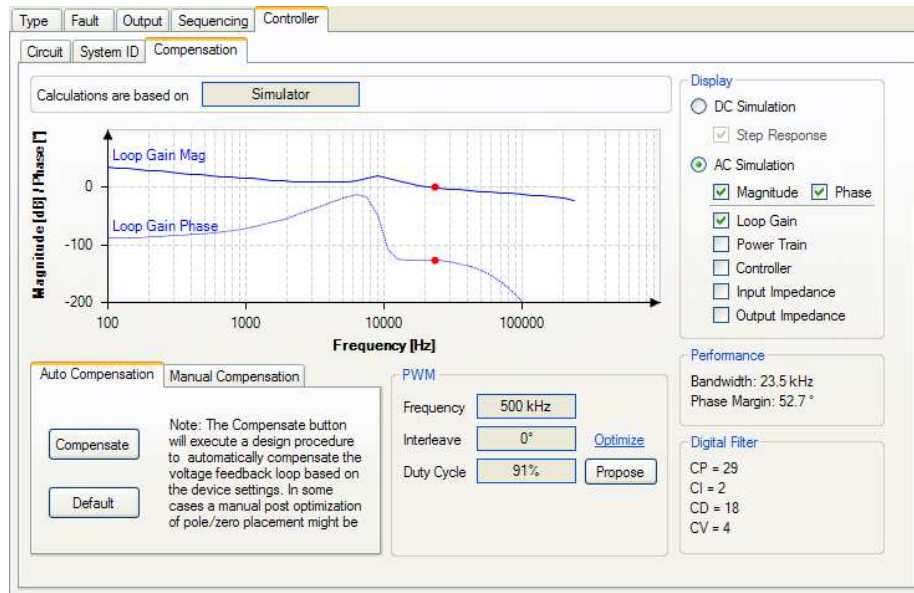 Type Fault Output Sequencing Controller
Circuit System ID Compensation
Calculations are based on Simulator
Magnitude [dB] / Phase [°]
Loop Gain Mag
Loop Gain Phase
0
-100
-200
100 1000 10000 100000
Frequency [Hz]
Display
DC Simulation
Step Response
AC Simulation
Magnitude Phase
Loop Gain
Power Train
Controller
Input Impedance
Output Impedance
Auto Compensation Manual Compensation
Compensate
Default
Note: The Compensate button
will execute a design procedure
to automatically compensate the
voltage feedback loop based on
the device settings. In some
cases a manual post optimization
of pole/zero placement might be
PWM
Frequency 500 kHz
Interleave 0° Optimize
Duty Cycle 91% Propose
Performance
Bandwidth: 23.5 kHz
Phase Margin: 52.7 °
Digital Filter
CP = 29
CI = 2
CD = 18
CV = 4